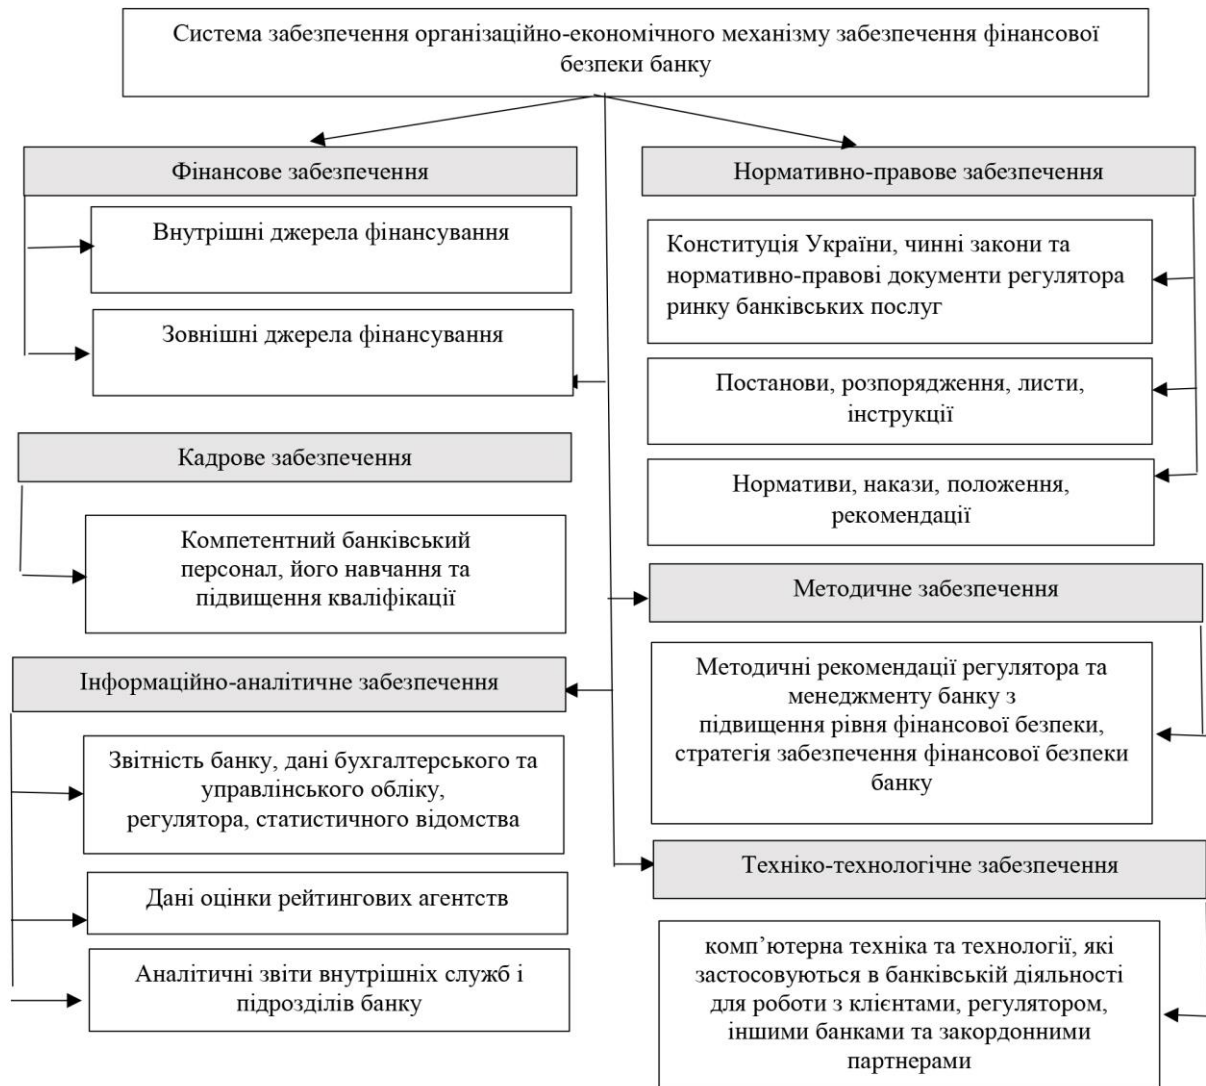 Система забезпечення організаційно-економічного механізму забезпечення фінансової
безпеки банку
Фінансове забезпечення
Внутрішні джерела фінансування
Зовнішні джерела фінансування
Кадрове забезпечення
Компетентний банківський
персонал, його навчання та
підвищення кваліфікації
Інформаційно-аналітичне забезпечення
Звітність банку, дані бухгалтерського та
управлінського обліку,
регулятора, статистичного відомства
Дані оцінки рейтингових агентств
Аналітичні звіти внутрішніх служб і
підрозділів банку
Нормативно-правове забезпечення
Конституція України, чинні закони та
нормативно-правові документи регулятора
ринку банківських послуг
Постанови, розпорядження, листи,
інструкції
Нормативи, накази, положення,
рекомендації
Методичне забезпечення
Методичні рекомендації регулятора та
менеджменту банку з
підвищення рівня фінансової безпеки,
стратегія забезпечення фінансової безпеки
банку
Техніко-технологічне забезпечення
комп’ютерна техніка та технології, які
застосовуються в банківській діяльності
для роботи з клієнтами, регулятором,
іншими банками та закордонними
партнерами